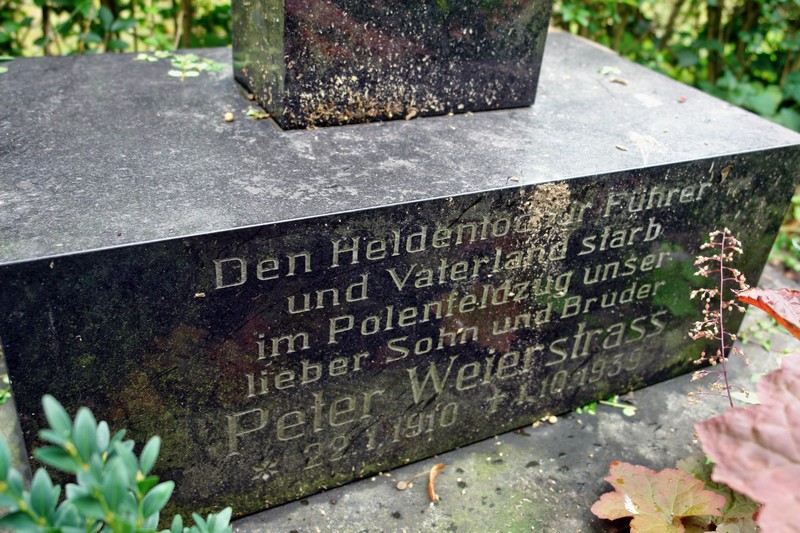 Den Heldentod für Führer
und Vaterland starb
im Polenfeldzug unser
lieber Sohn und Bruder
Peter Weierstrass
* 29.1.1910 ✝ 1.10.1939